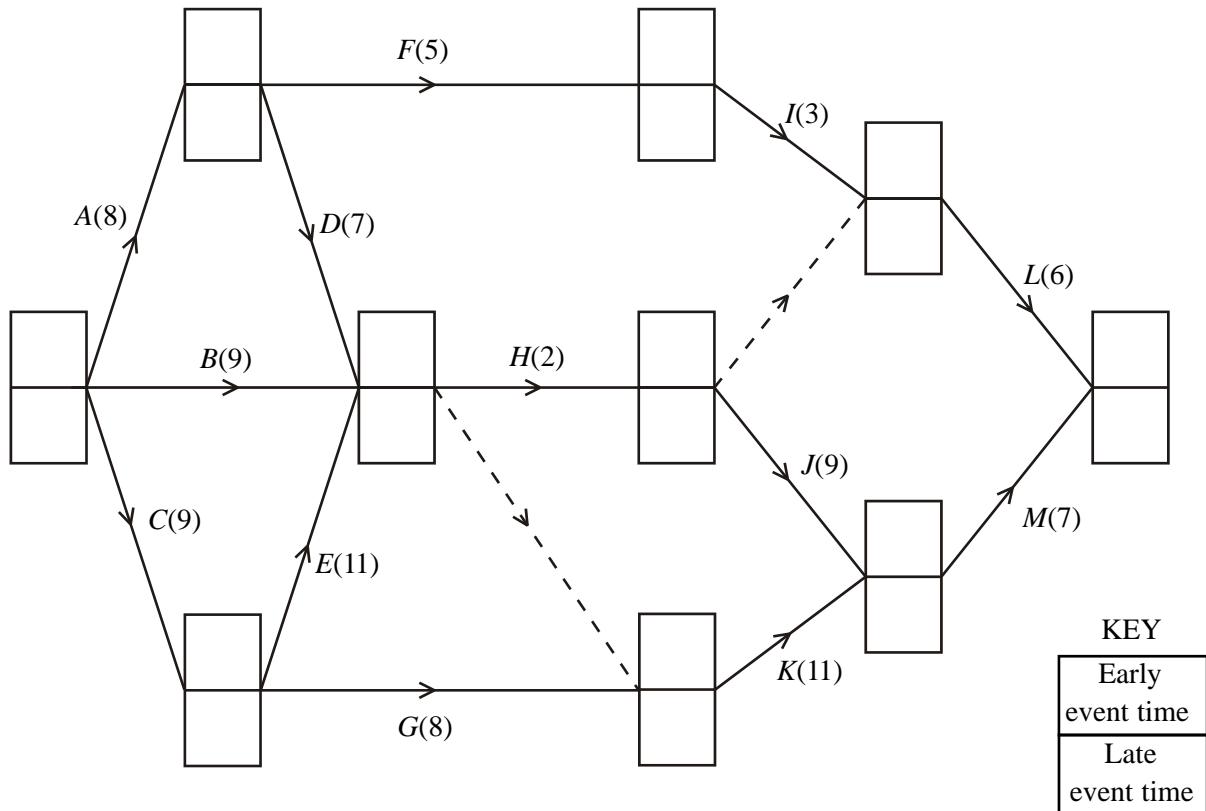 F(5)
I(3)
A(8)
D(7)
L(6)
B(9)
H(2)
J(9)
C(9)
E(11)
M(7)
K(11)
G(8)
KEY
Early
event time
Late
event time